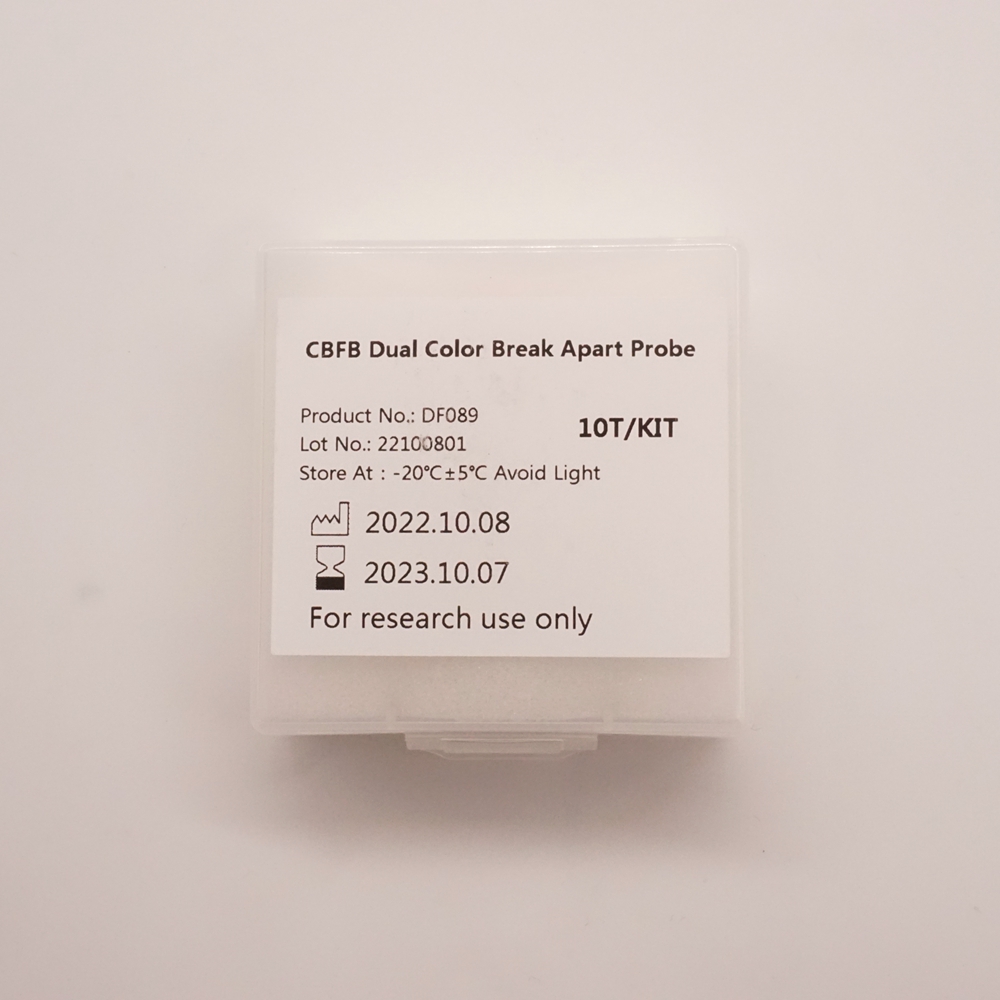 CBFB Dual Color Break Apart Probe
Product No.: DF089
10T/KIT
Lot No.: 22100801
Store At : -20℃±5℃ Avoid Light
2022.10.08
2023.10.07
For research use only